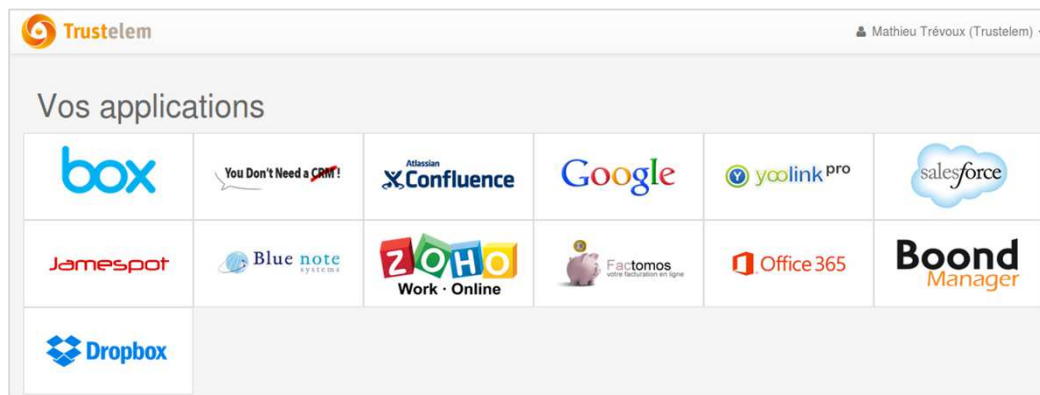 Trustelem
Mathieu Trévoux (Trustelem)
Vos applications
box
You Don't Need a CRM !
Atlassian
Confluence
Google
yoolink pro
salesforce
Jamespot
Blue note
systems
ZOHO
Work · Online
Factomos
votre facturation en ligne
Office 365
Boond
Manager
Dropbox